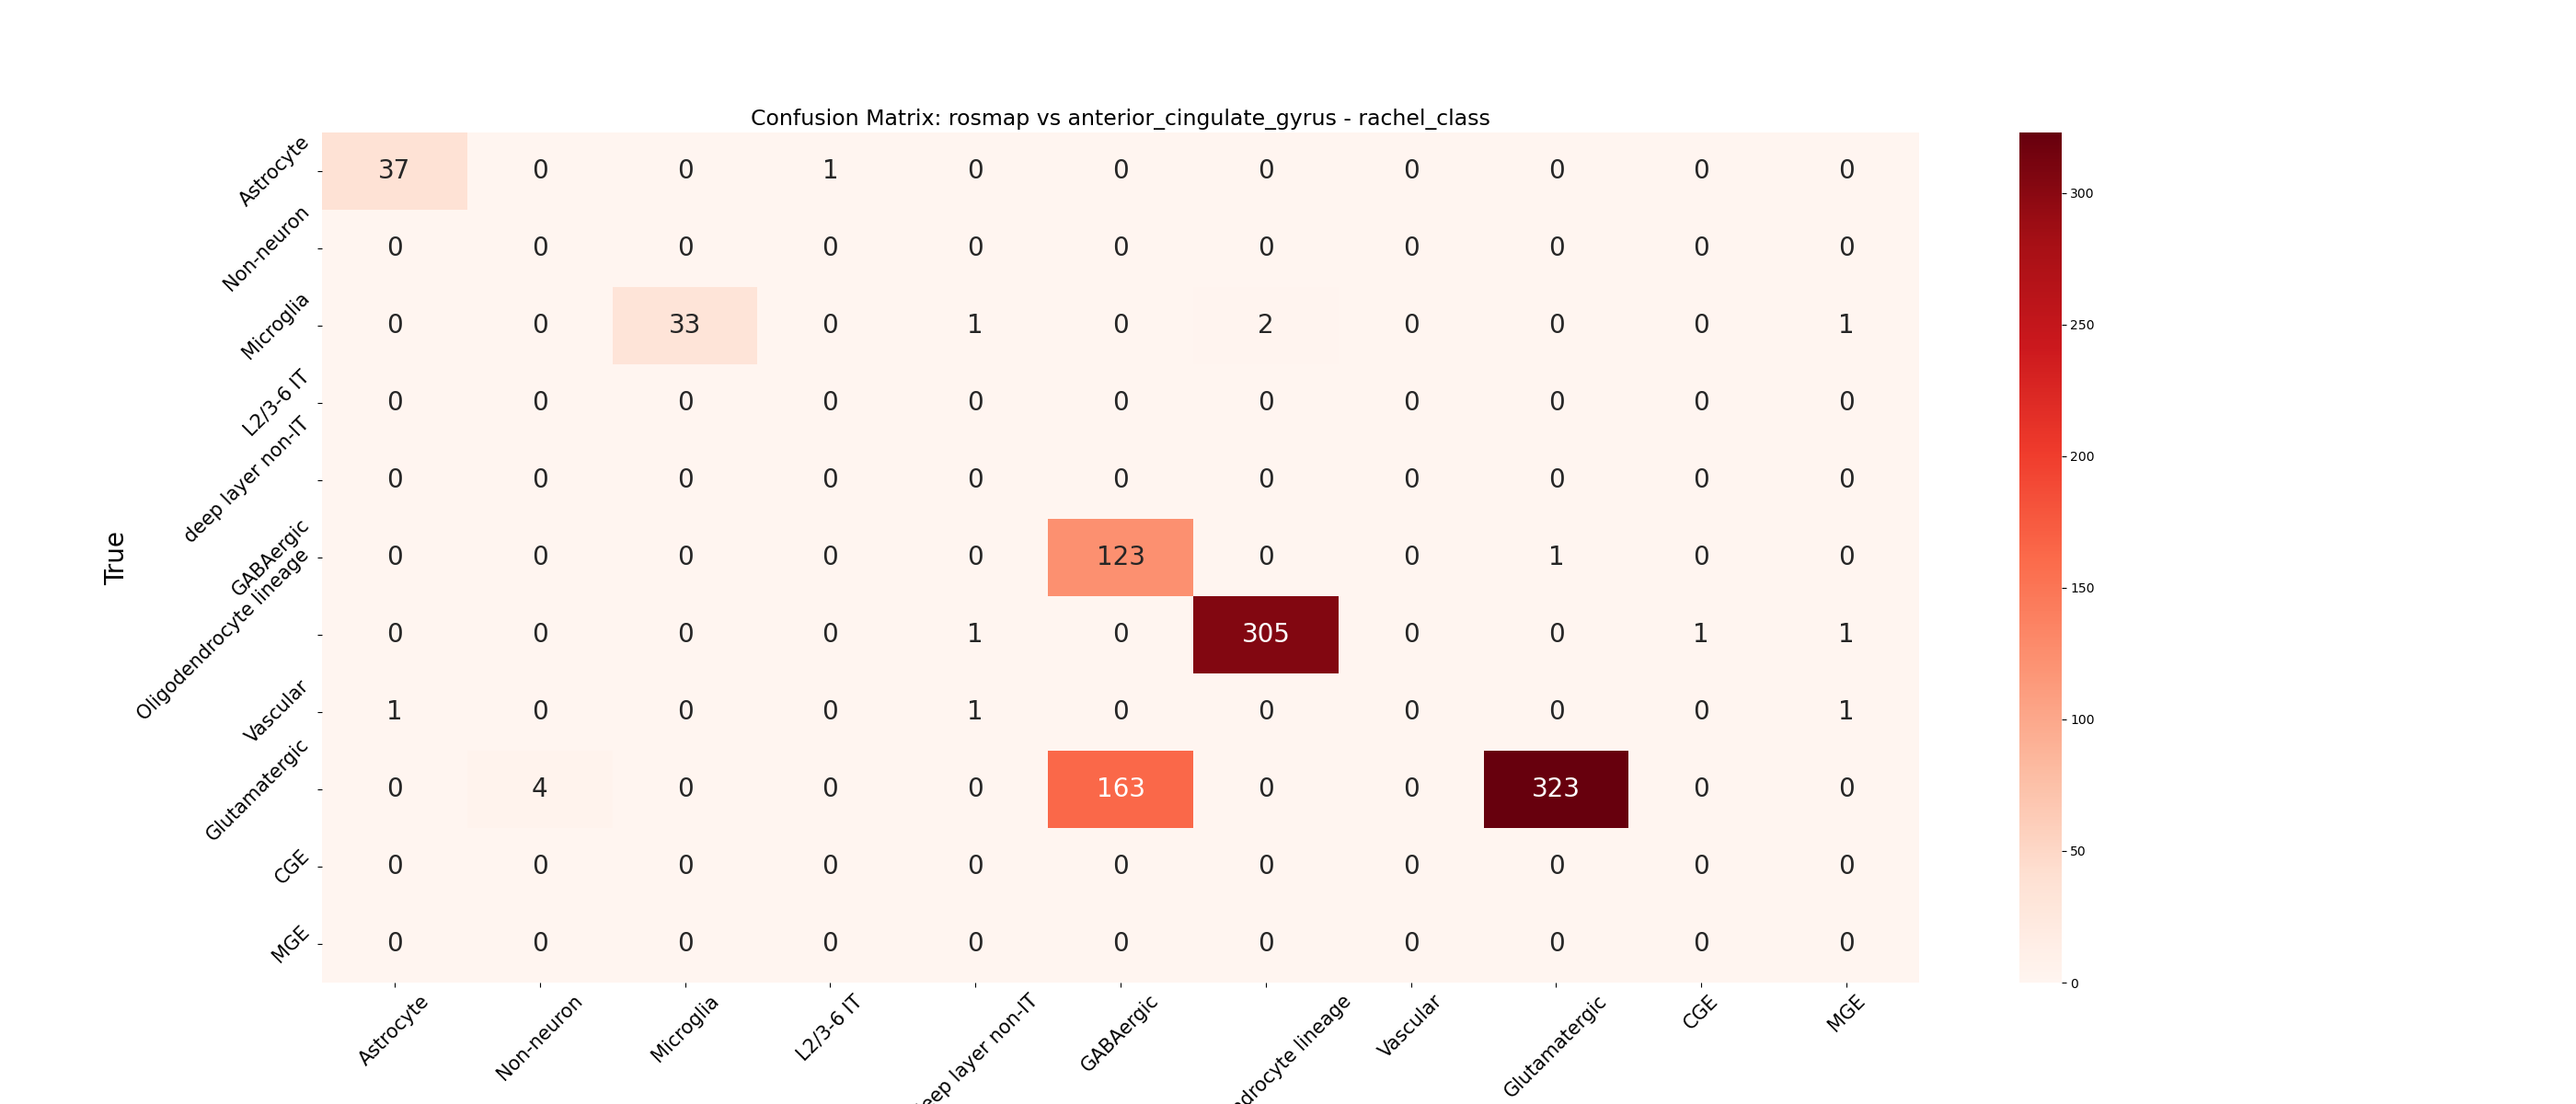 Confusion Matrix: rosmap vs anterior_cingulate_gyrus - rachel_class
True
Astrocyte 37 0 0 1 0 0 0 0 0 0 0
Non-neuron 0 0 0 0 0 0 0 0 0 0 0
Microglia 0 0 33 0 1 0 2 0 0 0 1
L2/3-6 IT 0 0 0 0 0 0 0 0 0 0 0
deep layer non-IT 0 0 0 0 0 0 0 0 0 0 0
GABAergic 0 0 0 0 0 123 0 0 1 0 0
Oligodendrocyte lineage 0 0 0 0 1 0 305 0 0 1 1
Vascular 1 0 0 0 1 0 0 0 0 0 1
Glutamatergic 0 4 0 0 0 163 0 0 323 0 0
CGE 0 0 0 0 0 0 0 0 0 0 0
MGE 0 0 0 0 0 0 0 0 0 0 0
Astrocyte Non-neuron Microglia L2/3-6 IT eep layer non-IT GABAergic ndrocyte lineage Vascular Glutamatergic CGE MGE
300
250
200
150
100
50
0